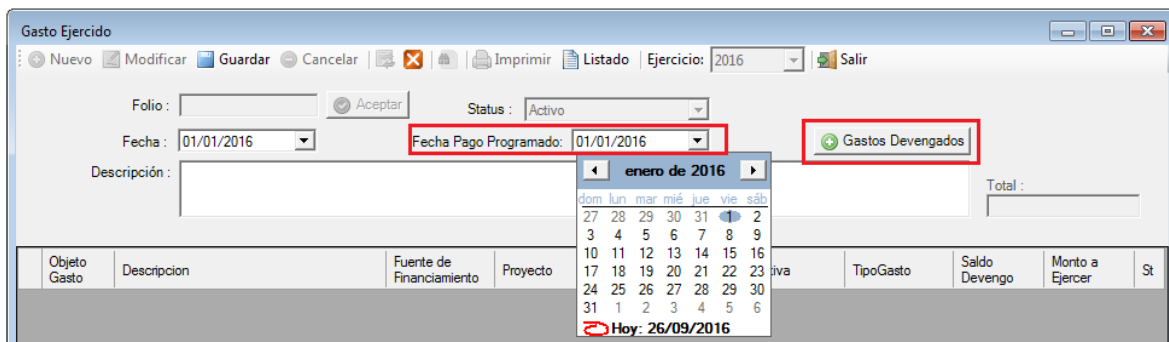 Gasto Ejercido
Nuevo Modificar Guardar Cancelar Imprimir Listado Ejercicio: 2016 Salir
Folio : Aceptar Status : Activo
Fecha : 01/01/2016 Fecha Pago Programado: 01/01/2016 Gastos Devengados
Descripción :
Total :
enero de 2016
dom lun mar mié jue vie sáb
27 28 29 30 31 1 2
3 4 5 6 7 8 9
10 11 12 13 14 15 16
17 18 19 20 21 22 23
24 25 26 27 28 29 30
31 1 2 3 4 5 6
Hoy: 26/09/2016
Objeto Gasto Descripcion Fuente de Financiamiento Proyecto iva TipoGasto Saldo Devengo Monto a Ejercer St